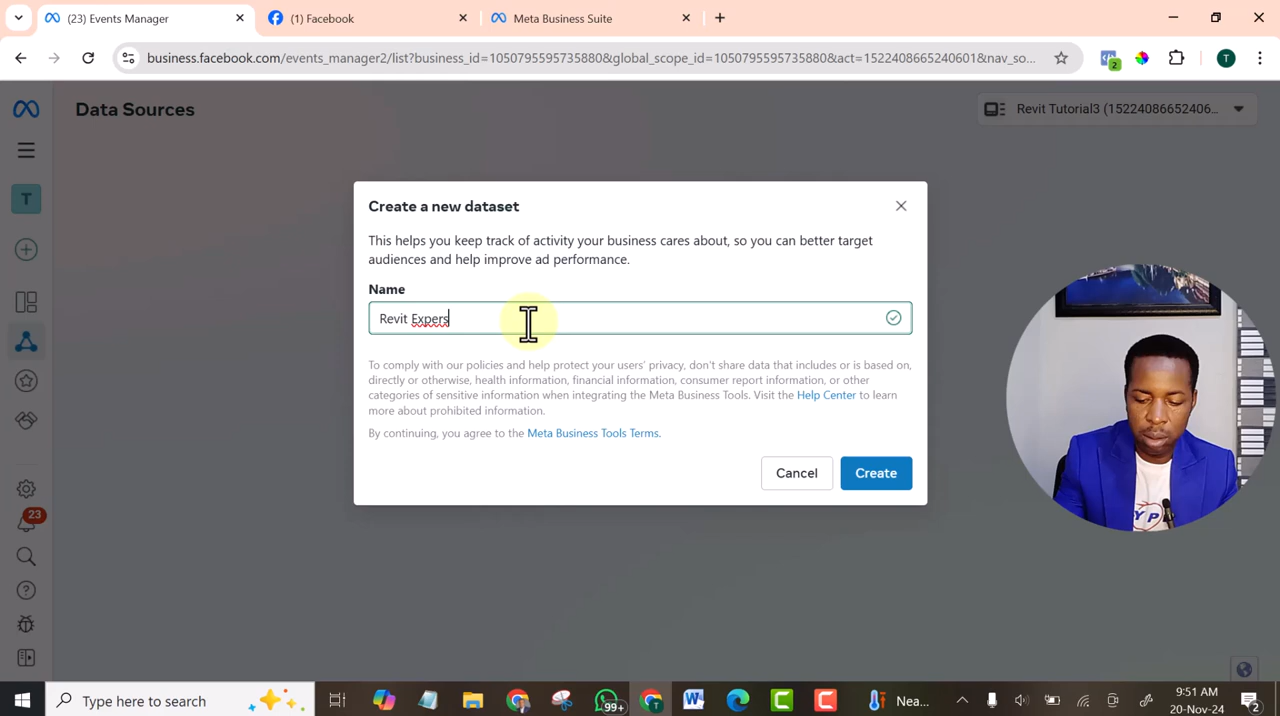 (23) Events Manager
(1) Facebook
Meta Business Suite
business.facebook.com/events_manager2/list?business_id=105079559735880&global_scope_id=105079559735880&act=1522408665240601&nav_so...
2
T
Data Sources
Revit Tutorial3 (15224086652406...
T
Create a new dataset
This helps you keep track of activity your business cares about, so you can better target
audiences and help improve ad performance.
Name
Revit Expers
To comply with our policies and help protect your users' privacy, don't share data that includes or is based on,
directly or otherwise, health information, financial information, consumer report information, or other
categories of sensitive information when integrating the Meta Business Tools. Visit the Help Center to learn
more about prohibited information.
By continuing, you agree to the Meta Business Tools Terms.
Cancel
Create
23
Y P
Type here to search
99+
Nea...
9:51 AM
20-Nov-24
2